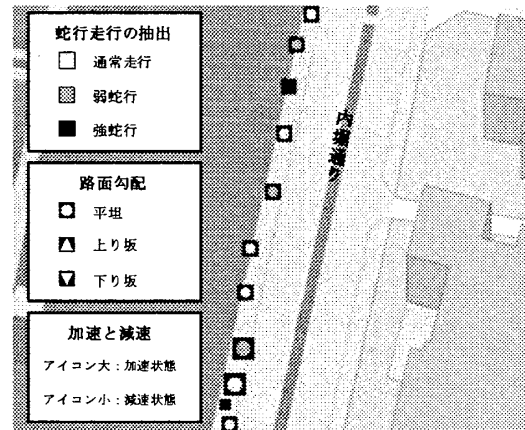 蛇行走行の抽出
通常走行
弱蛇行
強蛇行
路面勾配
平坦
上り坂
下り坂
加速と減速
アイコン大：加速状態
アイコン小：減速状態
内堀通り